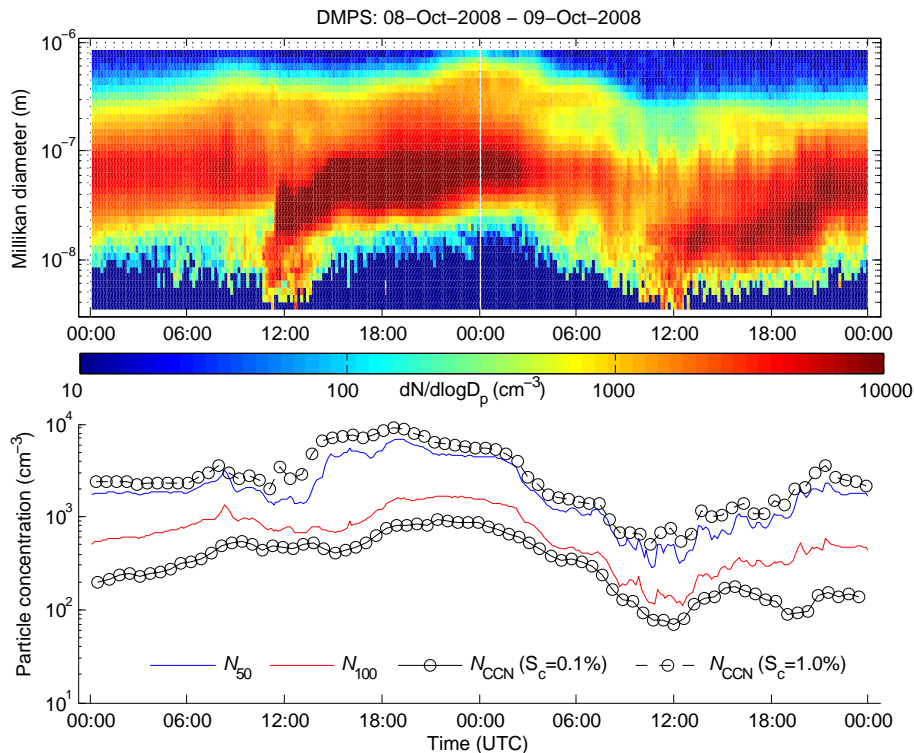 DMPS: 08−Oct−2008 − 09−Oct−2008
Millikan diameter (m)
10−6
10−7
10−8
00:00 06:00 12:00 18:00 00:00 06:00 12:00 18:00 00:00
10 100 1000 10000
dN/dlogDp (cm−3)
Particle concentration (cm−3)
104
103
102
101
N50 N100 NCCN (Sc=0.1%) NCCN (Sc=1.0%)
00:00 06:00 12:00 18:00 00:00 06:00 12:00 18:00 00:00
Time (UTC)